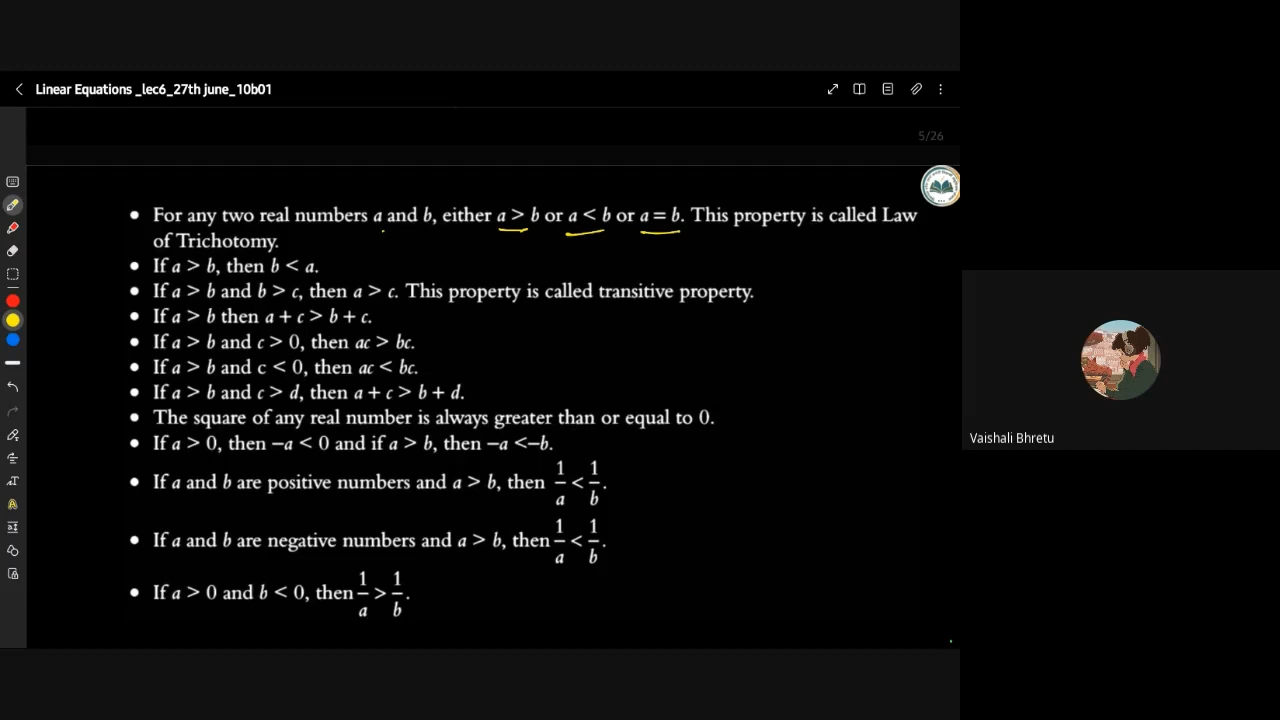 Linear Equations _lec6_27th june_10b01
5/26
• For any two real numbers a and b, either a > b or a < b or a = b. This property is called Law
of Trichotomy.
• If a > b, then b < a.
• If a > b and b > c, then a > c. This property is called transitive property.
• If a > b then a + c > b + c.
• If a > b and c > 0, then ac > bc.
• If a > b and c < 0, then ac < bc.
• If a > b and c > d, then a + c > b + d.
• The square of any real number is always greater than or equal to 0.
• If a > 0, then −a < 0 and if a > b, then −a <−b.
• If a and b are positive numbers and a > b, then 1/a < 1/b.
• If a and b are negative numbers and a > b, then 1/a < 1/b.
• If a > 0 and b < 0, then 1/a > 1/b.
Vaishali Bhretu